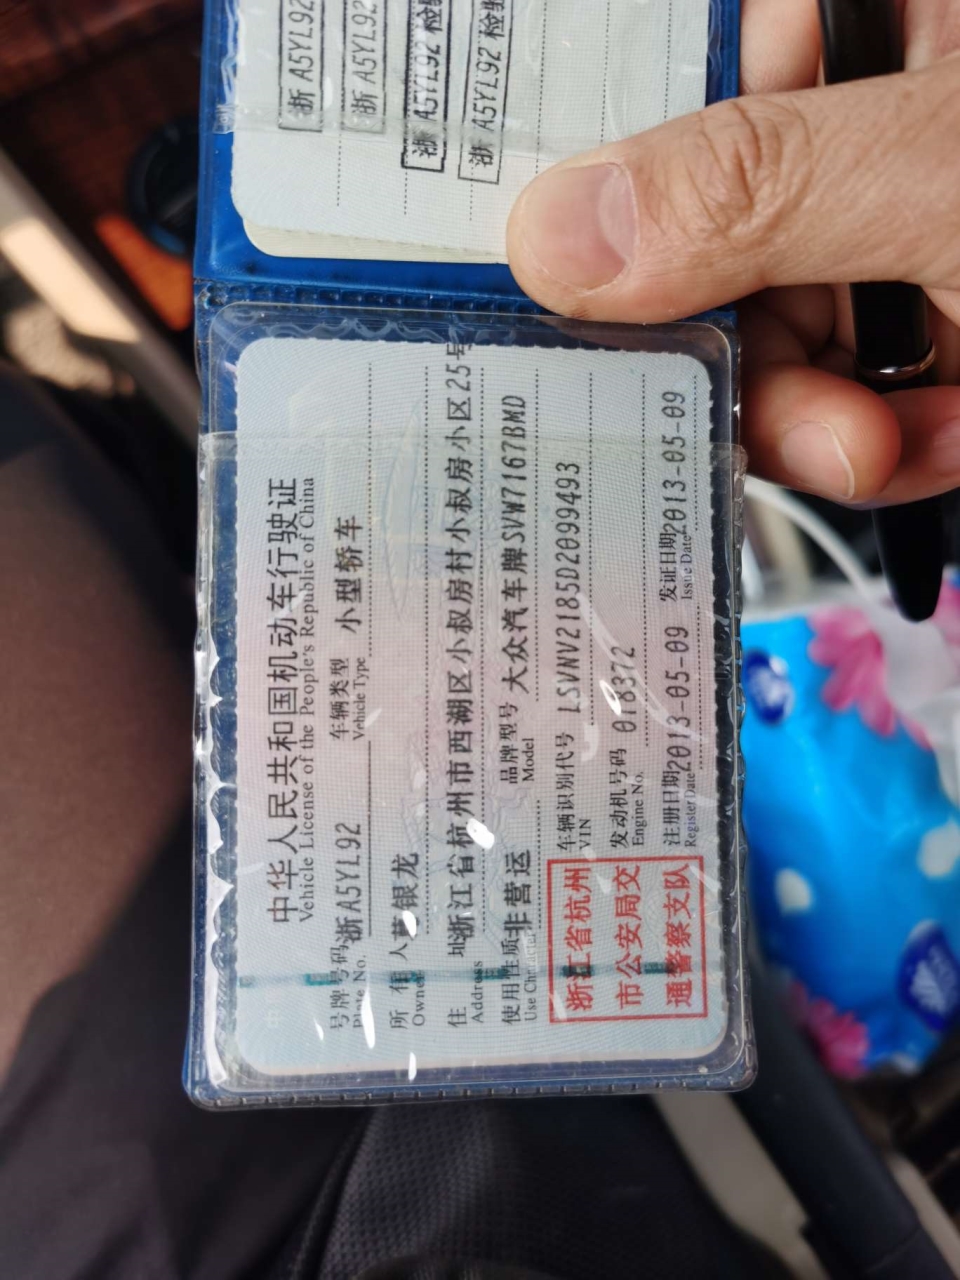 浙A5YL92
浙A5YL92
浙A5YL92 检验
浙A5YL92 检验
中华人民共和国机动车行驶证
Vehicle License of the People's Republic of China
号牌号码 Plate No. 浙A5YL92 车辆类型 Vehicle Type 小型轿车
所有人 Owner 银龙
住址 Address 浙江省杭州市西湖区小叔房村小叔房小区25号
使用性质 Use Character 非营运 品牌型号 Model 大众汽车牌SVW7167BMD
车辆识别代号 VIN LSVNV2185D2099493
发动机号码 Engine No. 018372
注册日期 Register Date 2013-05-09 发证日期 Issue Date 2013-05-09
浙江省杭州
市公安局交
通警察支队